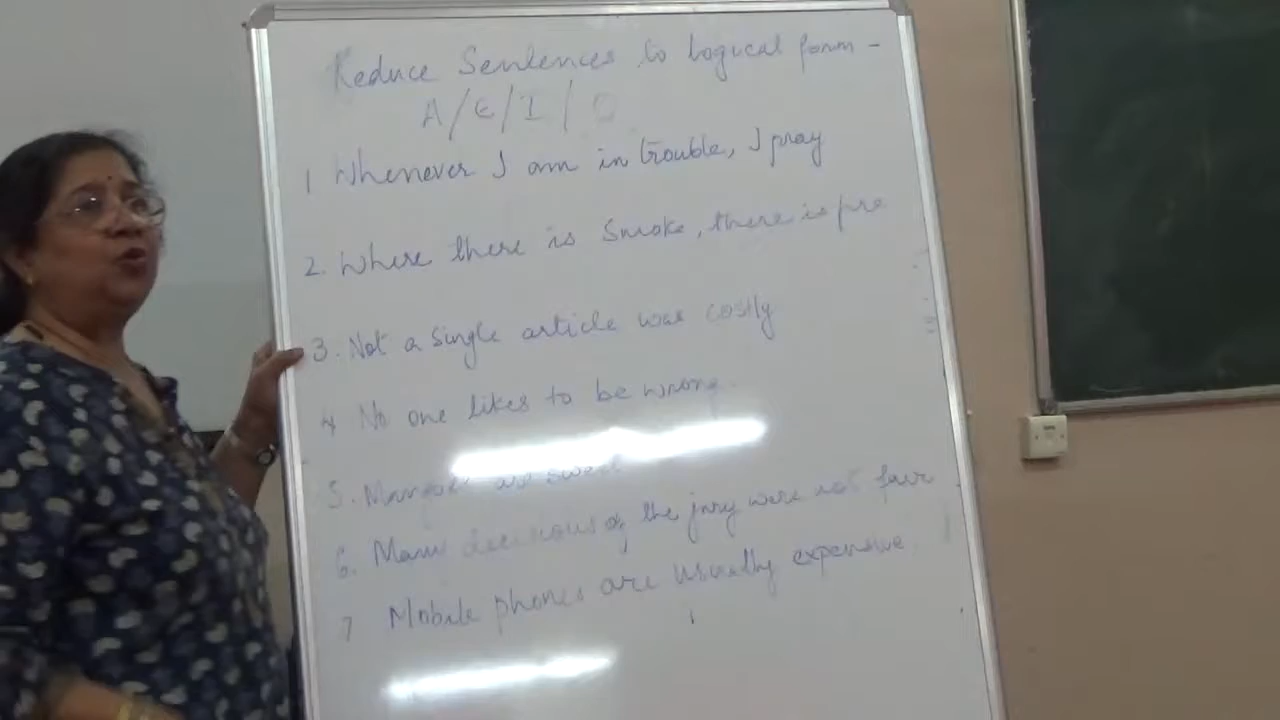 Reduce Sentences to Logical form -
A/E/I/O
1 Whenever I am in trouble, I pray
2. Where there is Smoke, there is fire
3. Not a single article was costly
4 No one likes to be wrong.
5. Mangoes are sweet
6. Many decisions of the jury were not fair
7 Mobile phones are usually expensive